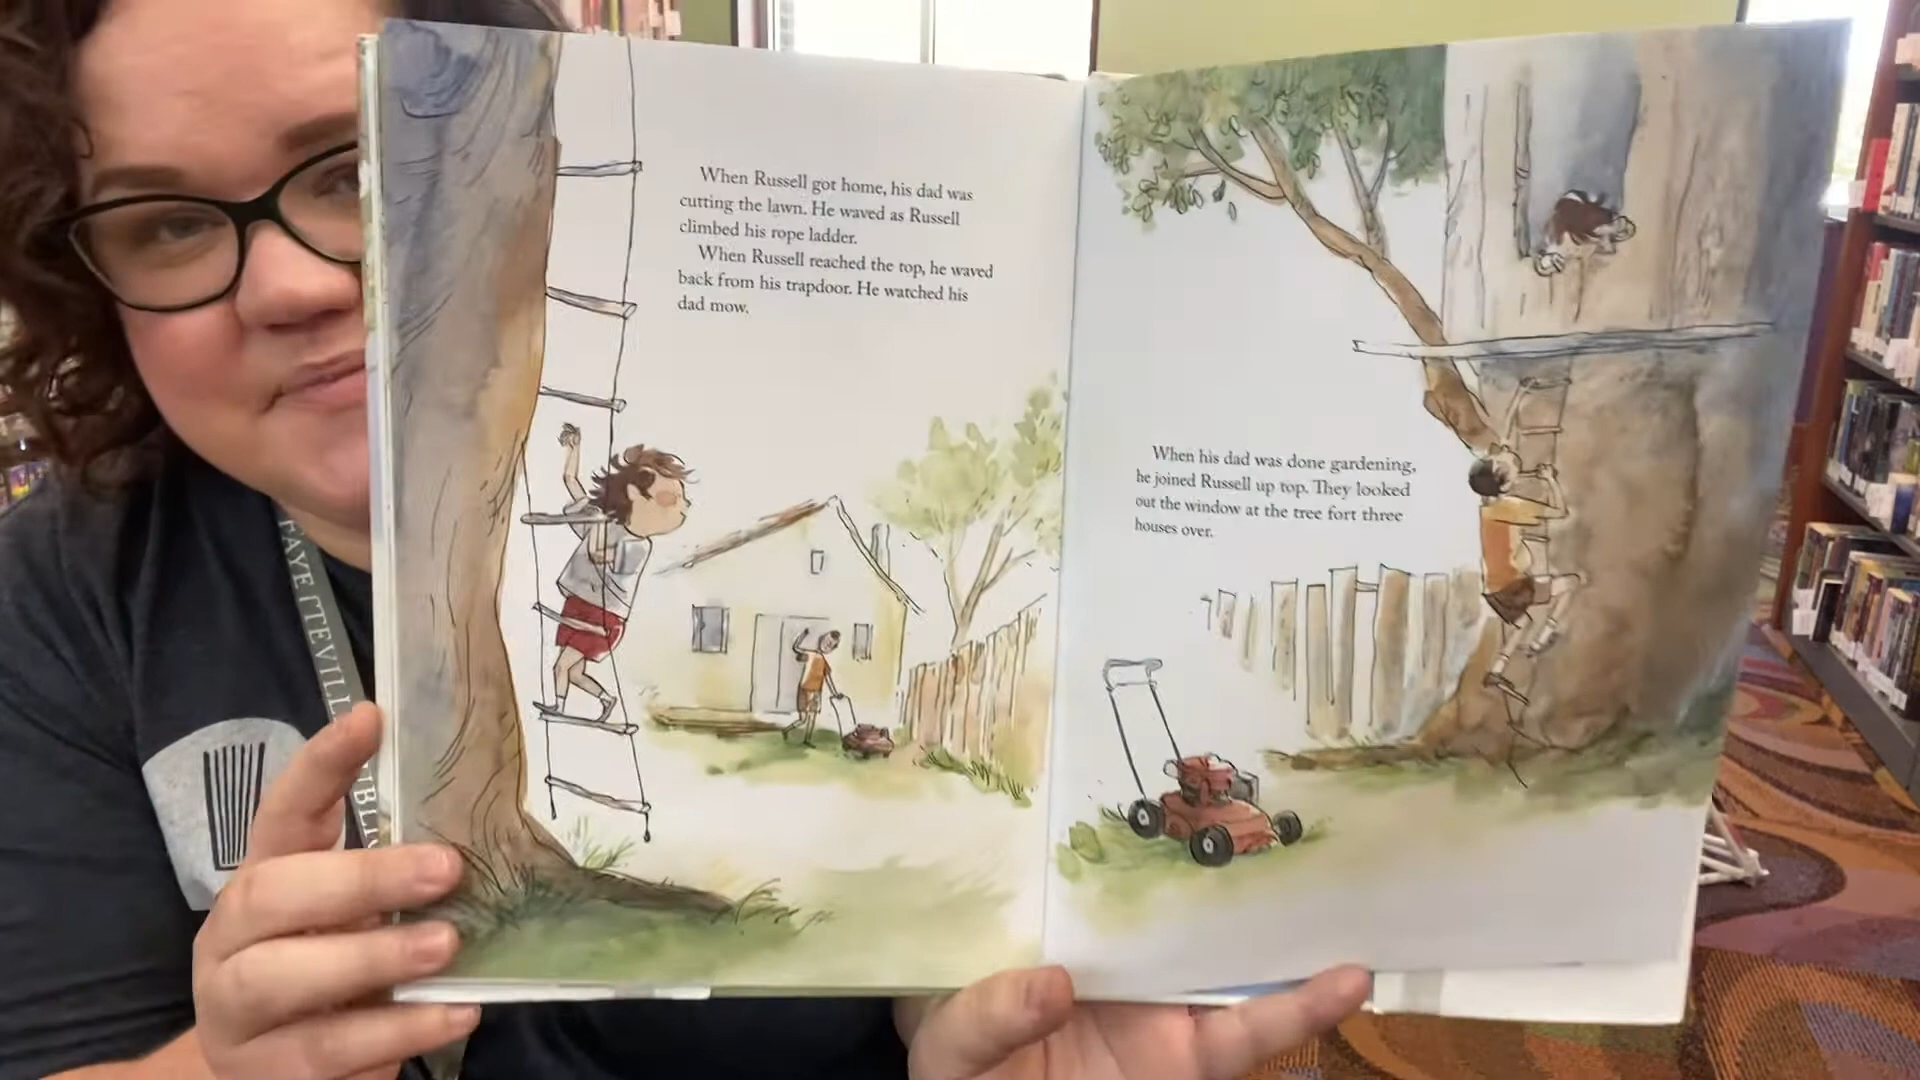 When Russell got home, his dad was
cutting the lawn. He waved as Russell
climbed his rope ladder.
When Russell reached the top, he waved
back from his trapdoor. He watched his
dad mow.
When his dad was done gardening,
he joined Russell up top. They looked
out the window at the tree fort three
houses over.